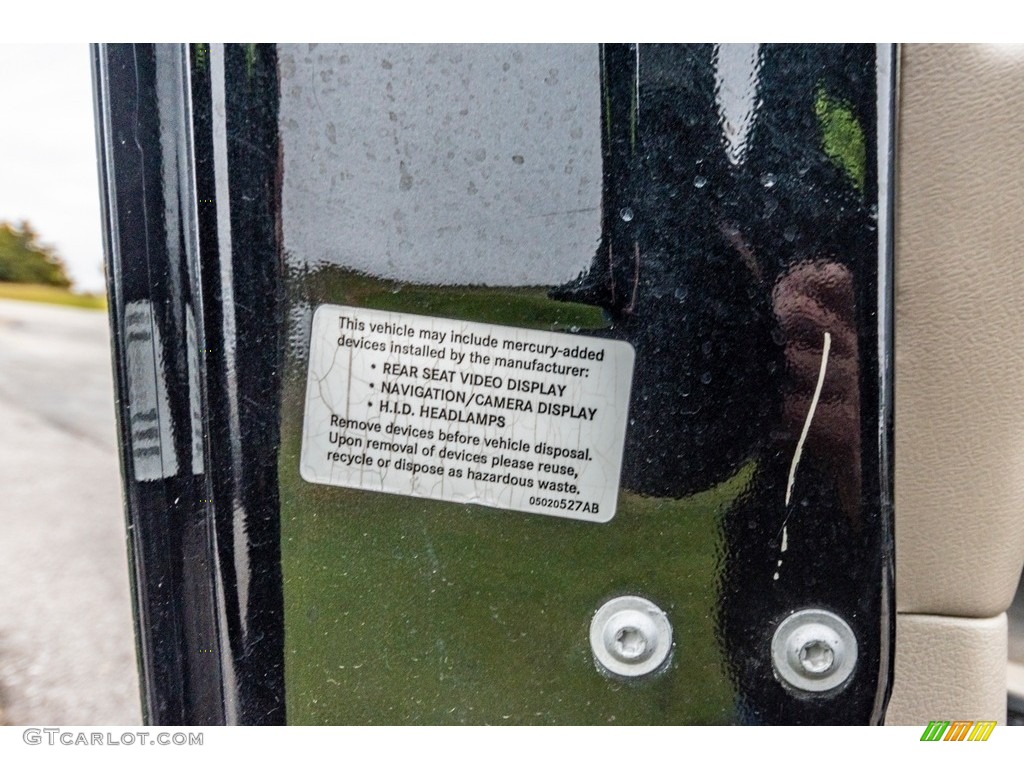 This vehicle may include mercury-added
devices installed by the manufacturer:
• REAR SEAT VIDEO DISPLAY
• NAVIGATION/CAMERA DISPLAY
• H.I.D. HEADLAMPS
Remove devices before vehicle disposal.
Upon removal of devices please reuse,
recycle or dispose as hazardous waste.
05020527AB
GTCARLOT.COM